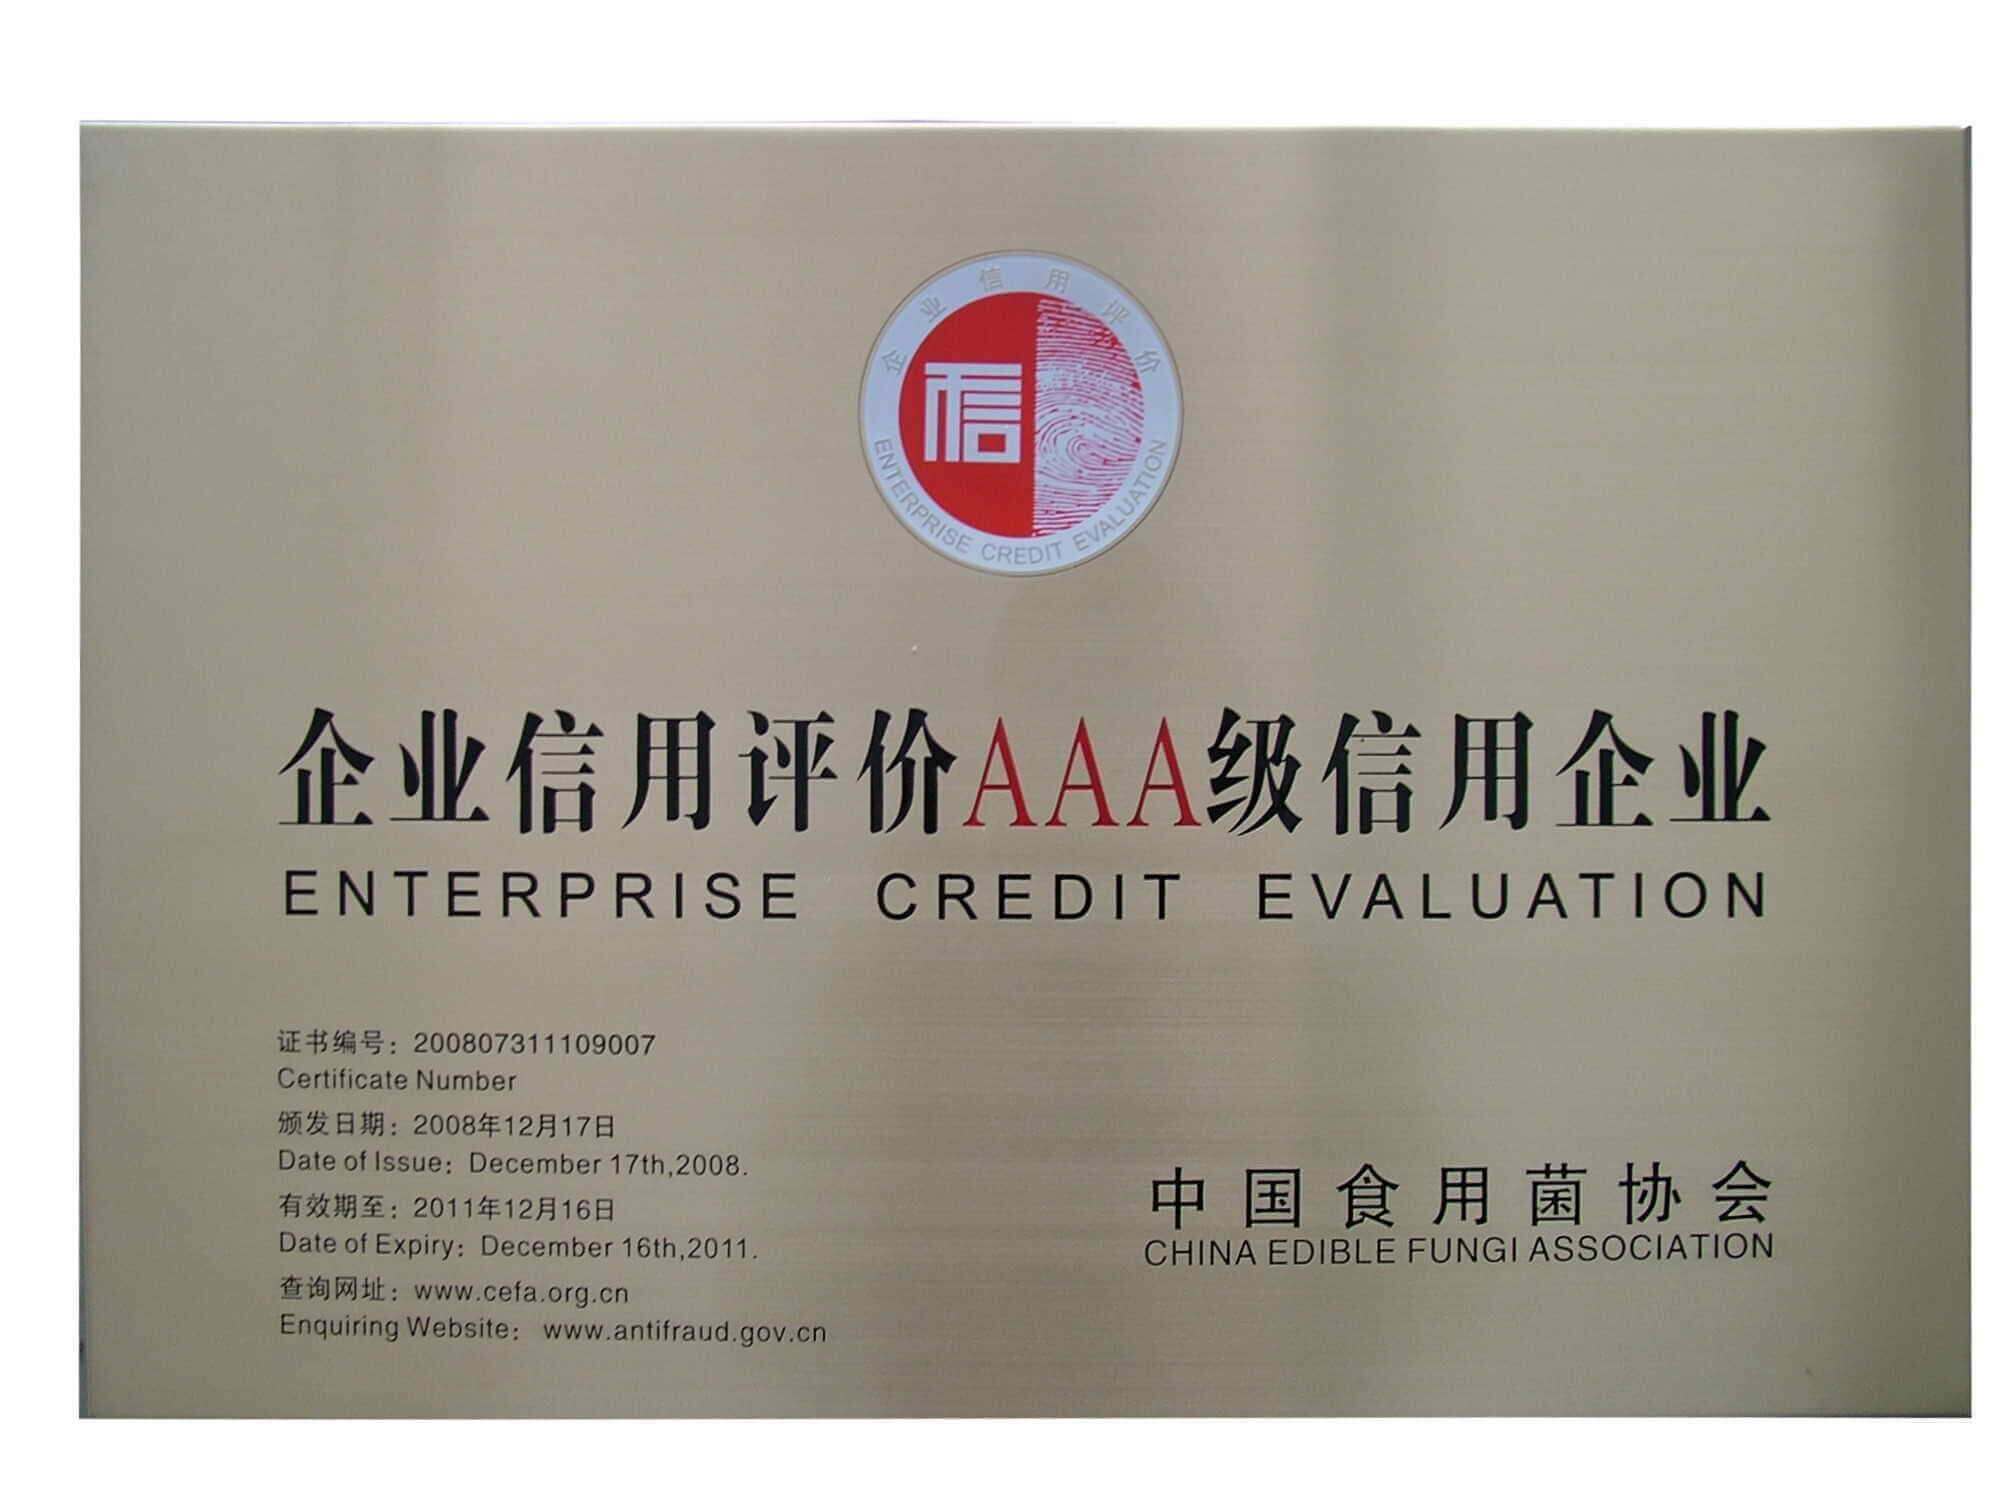 企业信用评价
信
ENTERPRISE CREDIT EVALUATION
企业信用评价AAA级信用企业
ENTERPRISE CREDIT EVALUATION
证书编号：200807311109007
Certificate Number
颁发日期：2008年12月17日
Date of Issue：December 17th,2008.
有效期至：2011年12月16日
Date of Expiry：December 16th,2011.
查询网址：www.cefa.org.cn
Enquiring Website： www.antifraud.gov.cn
中国食用菌协会
CHINA EDIBLE FUNGI ASSOCIATION